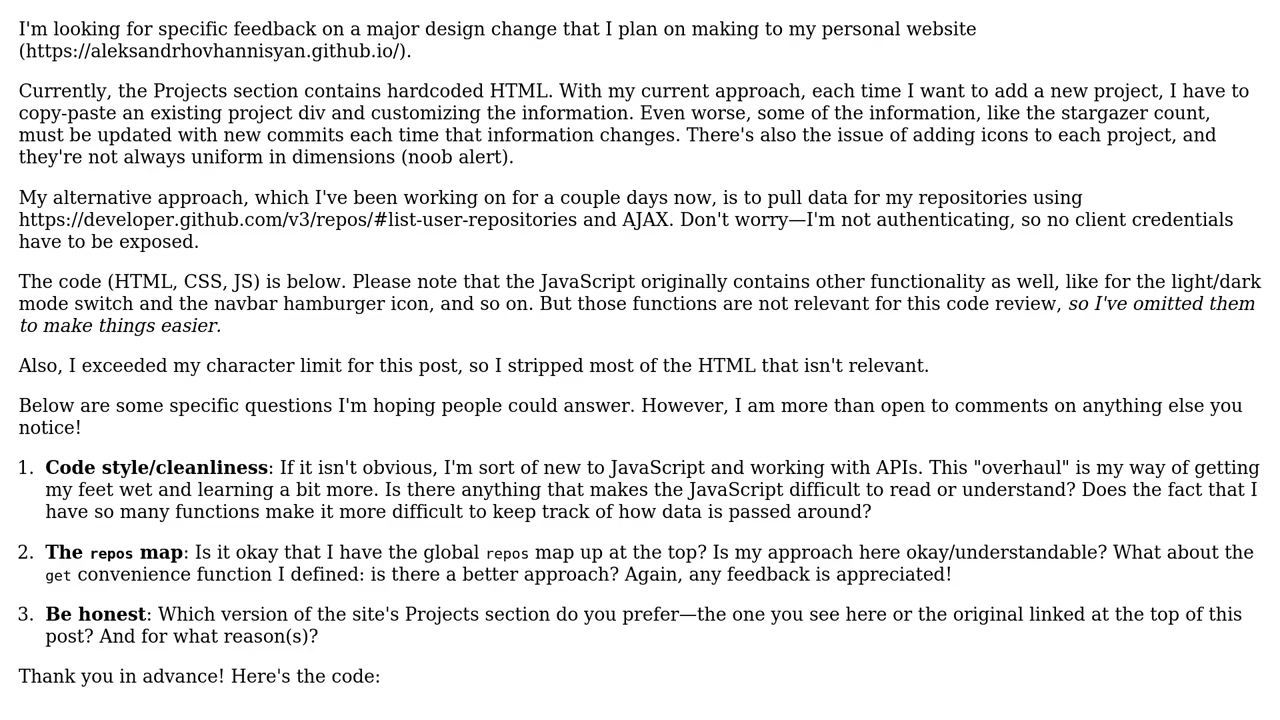 I'm looking for specific feedback on a major design change that I plan on making to my personal website
(https://aleksandrhovhannisyan.github.io/).
Currently, the Projects section contains hardcoded HTML. With my current approach, each time I want to add a new project, I have to
copy-paste an existing project div and customizing the information. Even worse, some of the information, like the stargazer count,
must be updated with new commits each time that information changes. There's also the issue of adding icons to each project, and
they're not always uniform in dimensions (noob alert).
My alternative approach, which I've been working on for a couple days now, is to pull data for my repositories using
https://developer.github.com/v3/repos/#list-user-repositories and AJAX. Don't worry—I'm not authenticating, so no client credentials
have to be exposed.
The code (HTML, CSS, JS) is below. Please note that the JavaScript originally contains other functionality as well, like for the light/dark
mode switch and the navbar hamburger icon, and so on. But those functions are not relevant for this code review, so I've omitted them
to make things easier.
Also, I exceeded my character limit for this post, so I stripped most of the HTML that isn't relevant.
Below are some specific questions I'm hoping people could answer. However, I am more than open to comments on anything else you
notice!
1. Code style/cleanliness: If it isn't obvious, I'm sort of new to JavaScript and working with APIs. This "overhaul" is my way of getting
my feet wet and learning a bit more. Is there anything that makes the JavaScript difficult to read or understand? Does the fact that I
have so many functions make it more difficult to keep track of how data is passed around?
2. The repos map: Is it okay that I have the global repos map up at the top? Is my approach here okay/understandable? What about the
get convenience function I defined: is there a better approach? Again, any feedback is appreciated!
3. Be honest: Which version of the site's Projects section do you prefer—the one you see here or the original linked at the top of this
post? And for what reason(s)?
Thank you in advance! Here's the code: